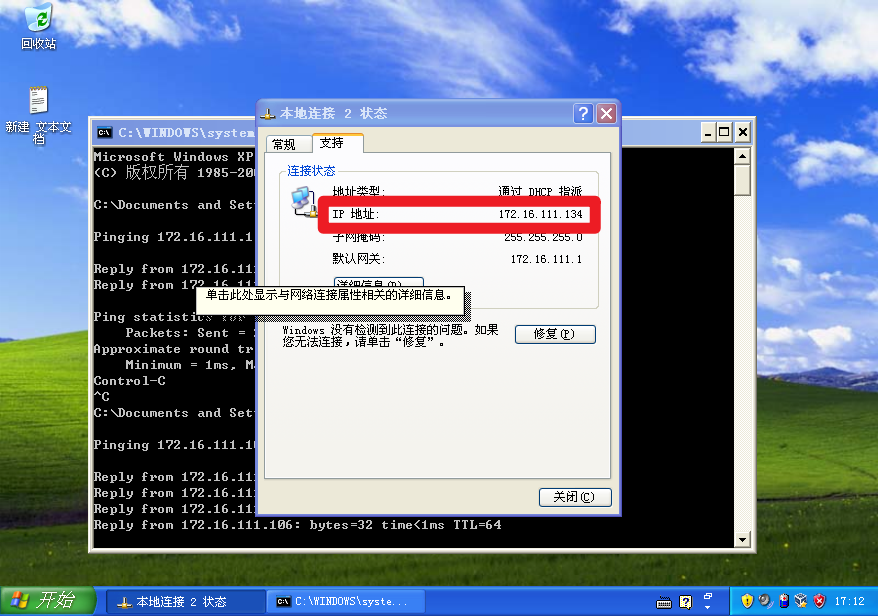 回收站
新建 文本文
档
C:\WINDOWS\system
Microsoft Windows XP
(C) 版权所有 1985-20
C:\Documents and Set
Pinging 172.16.111.1
Reply from 172.16.11
Reply from 172.16.11
Ping statistics for
Packets: Sent =
Approximate round tr
Minimum = 1ms, M
Control-C
^C
C:\Documents and Set
Pinging 172.16.111.10
Reply from 172.16.11
Reply from 172.16.11
Reply from 172.16.11
Reply from 172.16.111.106: bytes=32 time<1ms TTL=64
本地连接 2 状态
常规 支持
连接状态
地址类型: 通过 DHCP 指派
IP 地址: 172.16.111.134
子网掩码: 255.255.255.0
默认网关: 172.16.111.1
详细信息(D)...
单击此处显示与网络连接属性相关的详细信息。
Windows 没有检测到此连接的问题。如果
您无法连接,请单击“修复”。
修复(P)
关闭(C)
开始 本地连接 2 状态 C:\WINDOWS\syste... 17:12